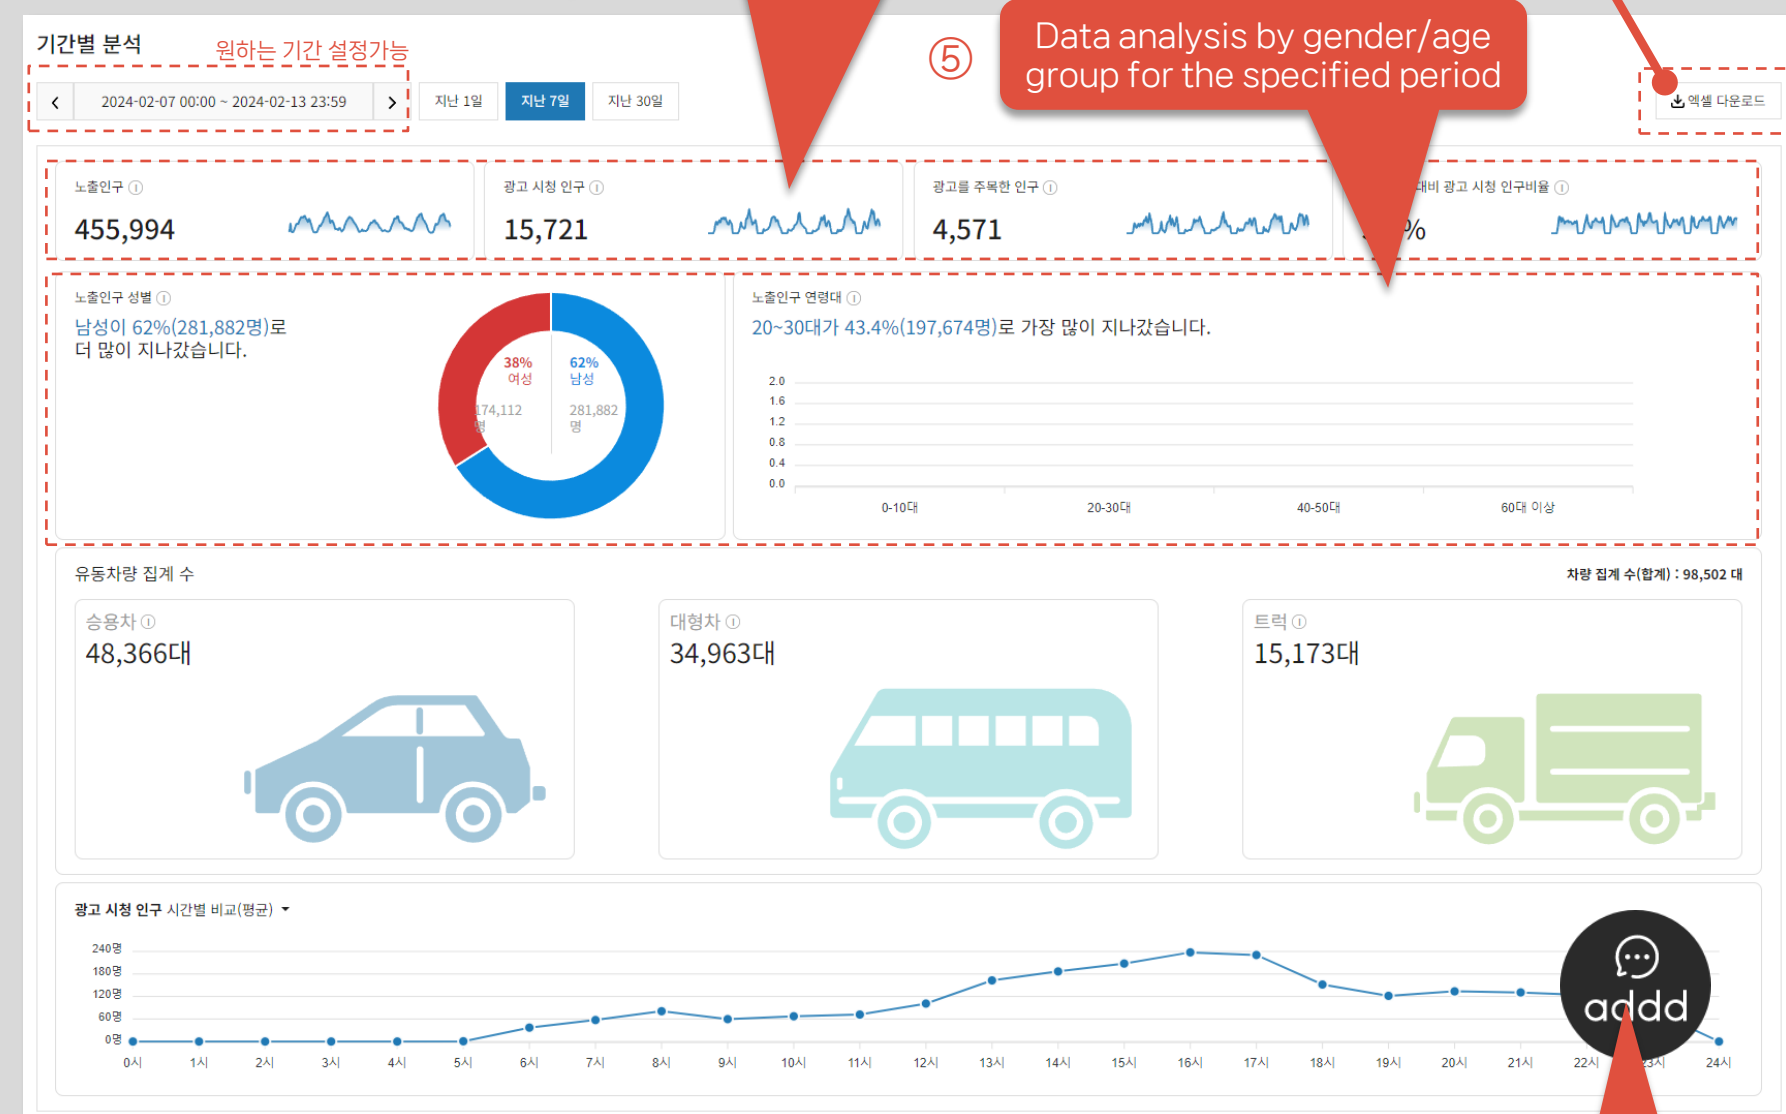 기간별 분석
원하는 기간 설정가능
2024-02-07 00:00 ~ 2024-02-13 23:59
지난 1일
지난 7일
지난 30일
⑤
Data analysis by gender/age
group for the specified period
엑셀 다운로드
노출인구
455,994
광고 시청 인구
15,721
광고를 주목한 인구
4,571
대비 광고 시청 인구비율
%
노출인구 성별
남성이 62%(281,882명)로
더 많이 지나갔습니다.
38%
여성
174,112
명
62%
남성
281,882
명
노출인구 연령대
20~30대가 43.4%(197,674명)로 가장 많이 지나갔습니다.
2.0
1.6
1.2
0.8
0.4
0.0
0-10대
20-30대
40-50대
60대 이상
유동차량 집계 수
차량 집계 수(합계) : 98,502 대
승용차
48,366대
대형차
34,963대
트럭
15,173대
광고 시청 인구 시간별 비교(평균)
240명
180명
120명
60명
0명
0시
1시
2시
3시
4시
5시
6시
7시
8시
9시
10시
11시
12시
13시
14시
15시
16시
17시
18시
19시
20시
21시
22시
23시
24시
addd